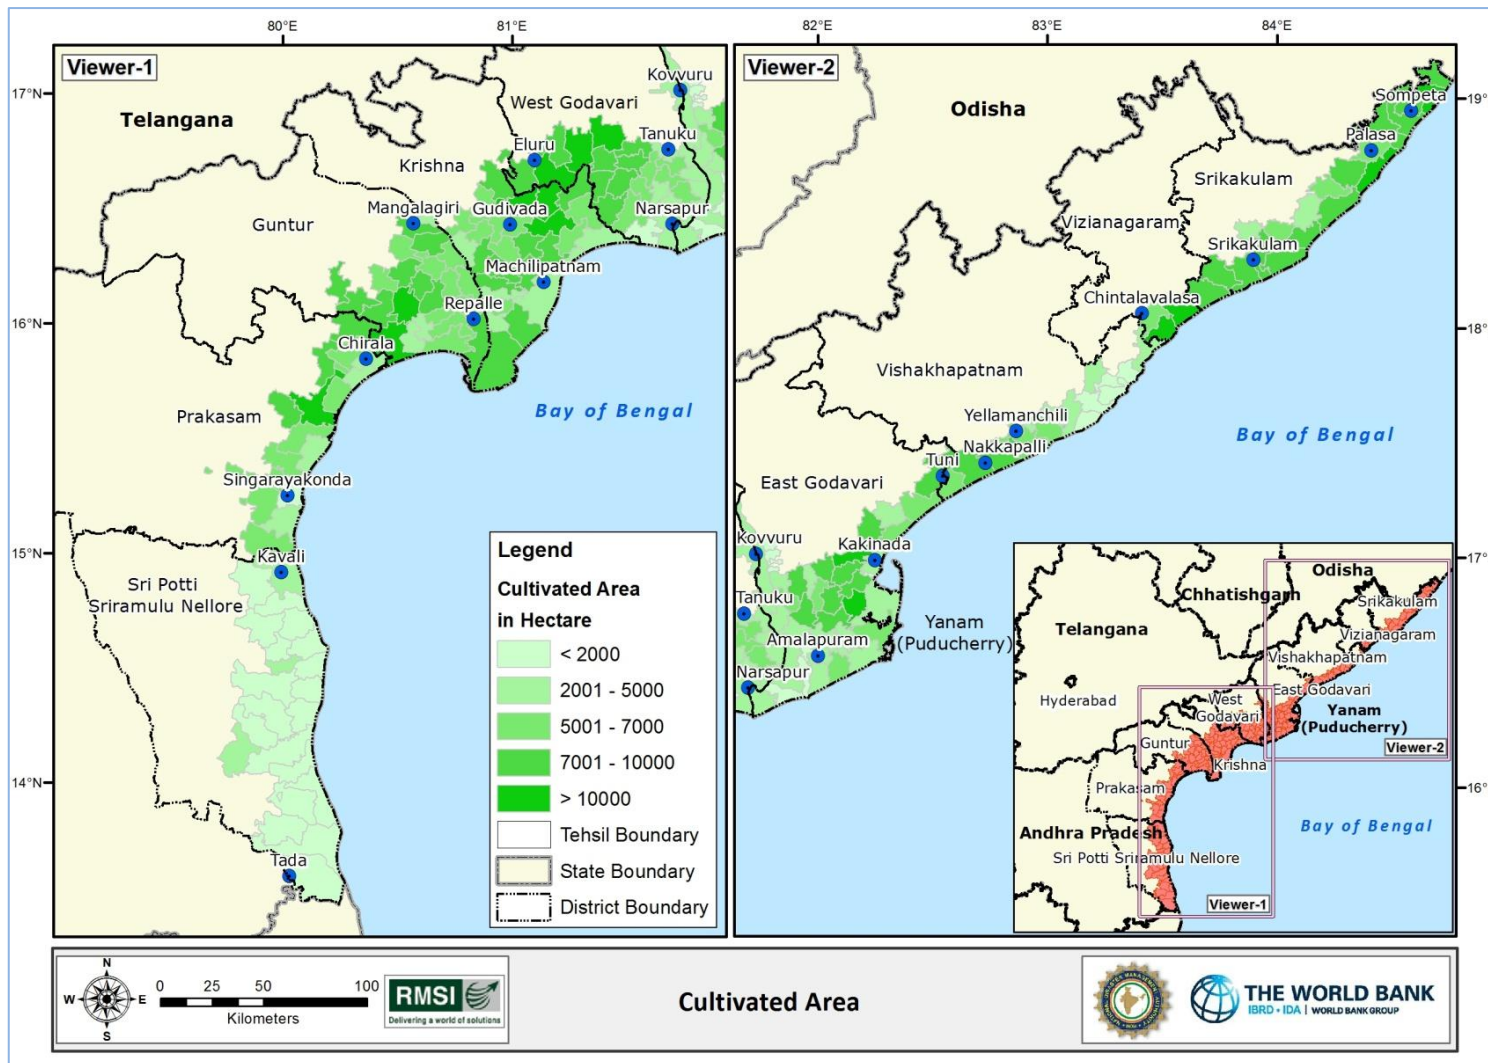 80°E
81°E
82°E
83°E
84°E
Viewer-1
17°N
16°N
15°N
14°N
Telangana
Kovvuru
West Godavari
Tanuku
Eluru
Krishna
Mangalagiri
Gudivada
Narsapur
Guntur
Machilipatnam
Repalle
Chirala
Bay of Bengal
Prakasam
Singarayakonda
Kavali
Sri Potti
Sriramulu Nellore
Tada
Legend
Cultivated Area
in Hectare
< 2000
2001 - 5000
5001 - 7000
7001 - 10000
> 10000
Tehsil Boundary
State Boundary
District Boundary
Viewer-2
19°N
18°N
17°N
16°N
Odisha
Sompeta
Palasa
Srikakulam
Vizianagaram
Srikakulam
Chintalavalasa
Vishakhapatnam
Yellamanchili
Nakkapalli
Tuni
Bay of Bengal
East Godavari
Kovvuru
Kakinada
Tanuku
Amalapuram
Yanam
(Puducherry)
Narsapur
Odisha
Chhatishgarh
Srikakulam
Telangana
Vizianagaram
Vishakhapatnam
East Godavari
Hyderabad
West
Godavari
Yanam
(Puducherry)
Viewer-2
Guntur
Krishna
Prakasam
Bay of Bengal
Andhra Pradesh
Sri Potti Sriramulu Nellore
Viewer-1
N
W
E
S
0 25 50 100
Kilometers
RMSI
Delivering a world of solutions
Cultivated Area
THE WORLD BANK
IBRD • IDA | WORLD BANK GROUP